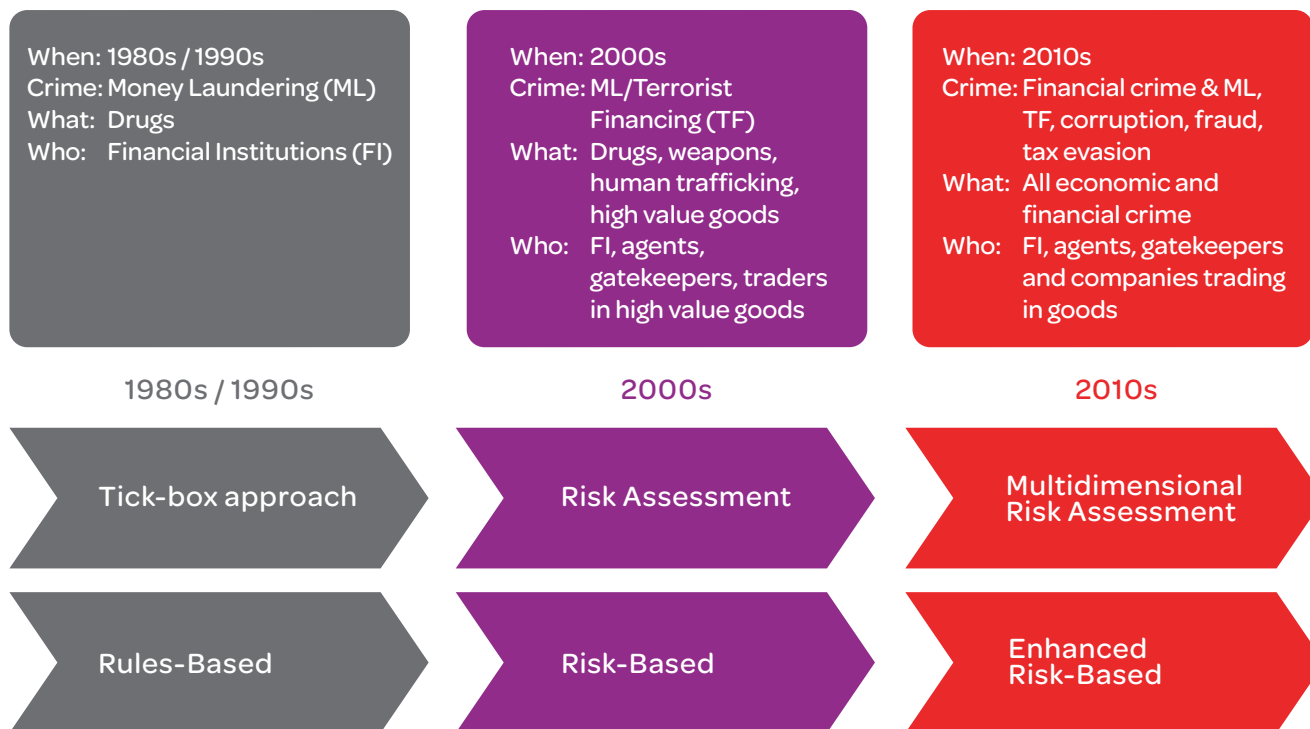 When: 1980s / 1990s
Crime: Money Laundering (ML)
What: Drugs
Who: Financial Institutions (FI)
When: 2000s
Crime: ML/Terrorist
Financing (TF)
What: Drugs, weapons,
human trafficking,
high value goods
Who: FI, agents,
gatekeepers, traders
in high value goods
When: 2010s
Crime: Financial crime & ML,
TF, corruption, fraud,
tax evasion
What: All economic and
financial crime
Who: FI, agents, gatekeepers
and companies trading
in goods
1980s / 1990s
2000s
2010s
Tick-box approach
Risk Assessment
Multidimensional
Risk Assessment
Rules-Based
Risk-Based
Enhanced
Risk-Based